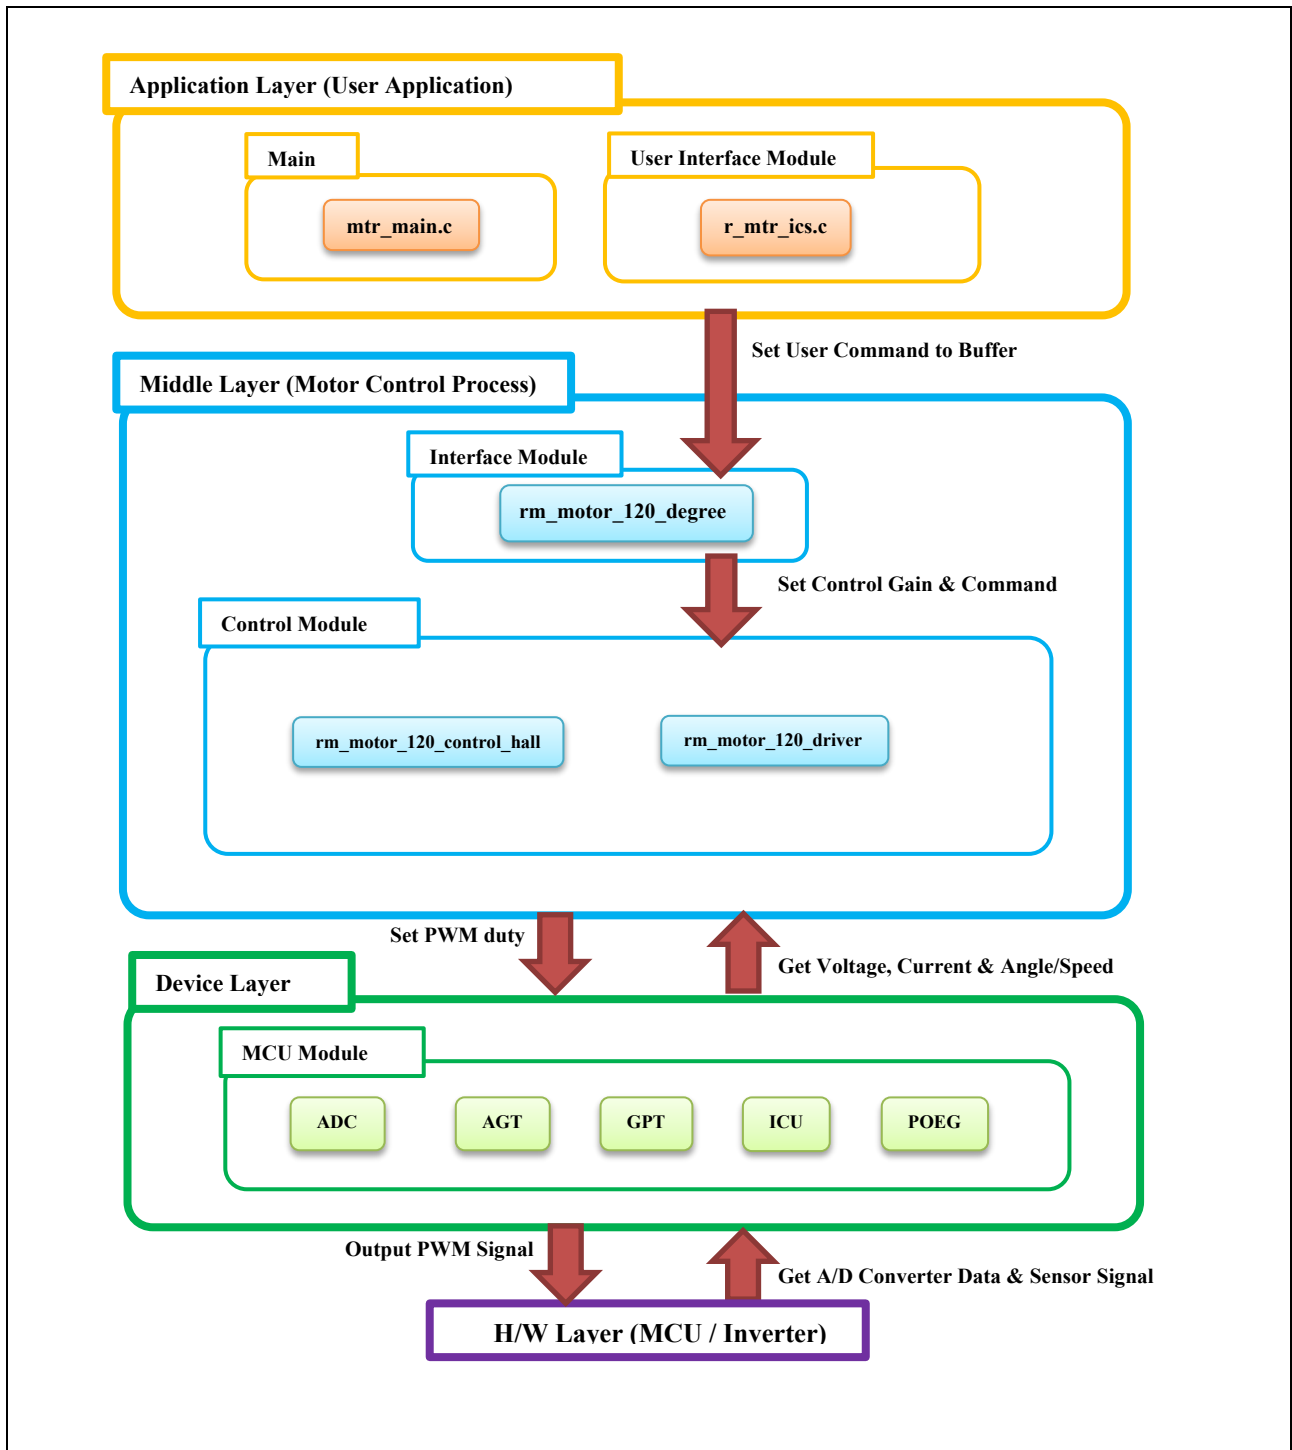 Application Layer (User Application)
Main
User Interface Module
mtr_main.c
r_mtr_ics.c
Set User Command to Buffer
Middle Layer (Motor Control Process)
Interface Module
rm_motor_120_degree
Set Control Gain & Command
Control Module
rm_motor_120_control_hall
rm_motor_120_driver
Set PWM duty
Get Voltage, Current & Angle/Speed
Device Layer
MCU Module
ADC
AGT
GPT
ICU
POEG
Output PWM Signal
Get A/D Converter Data & Sensor Signal
H/W Layer (MCU / Inverter)